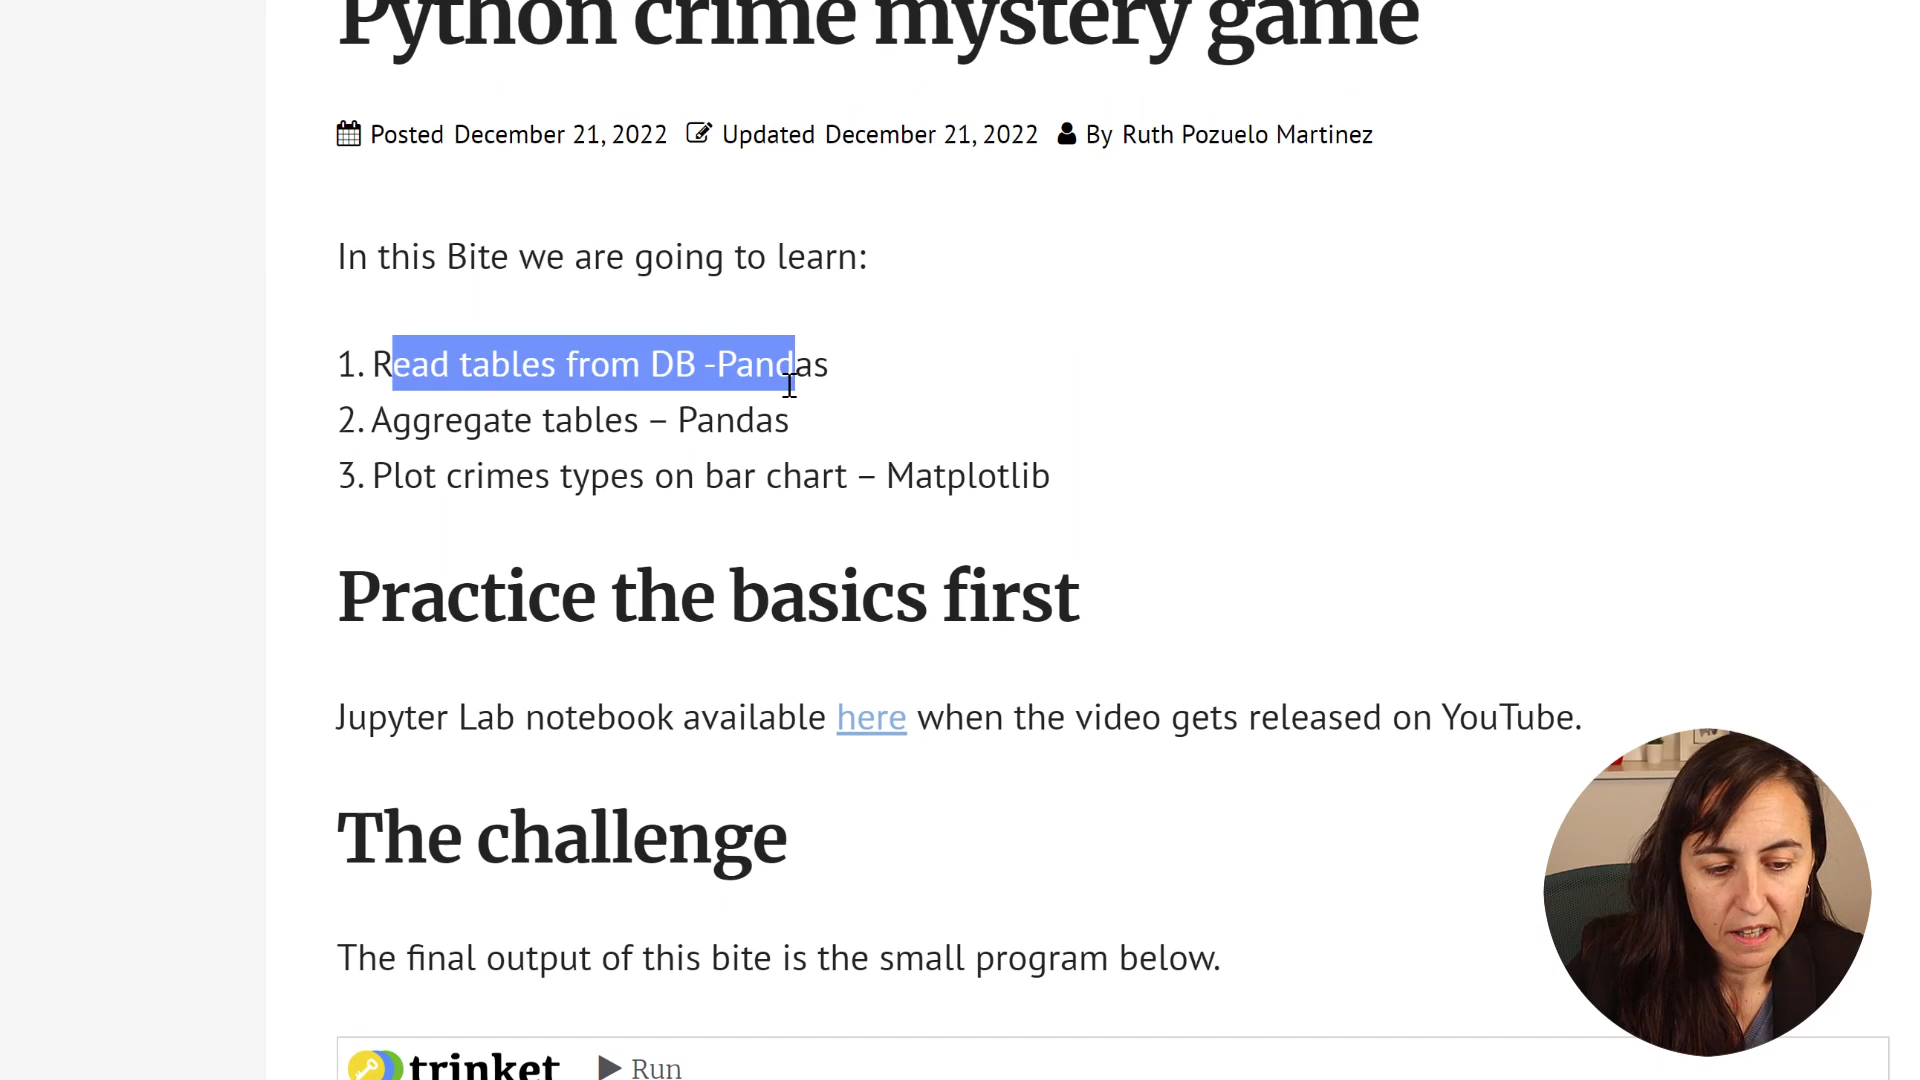 Python crime mystery game
Posted December 21, 2022 Updated December 21, 2022 By Ruth Pozuelo Martinez
In this Bite we are going to learn:
1. Read tables from DB -Pandas
2. Aggregate tables – Pandas
3. Plot crimes types on bar chart – Matplotlib
Practice the basics first
Jupyter Lab notebook available here when the video gets released on YouTube.
The challenge
The final output of this bite is the small program below.
trinket Run